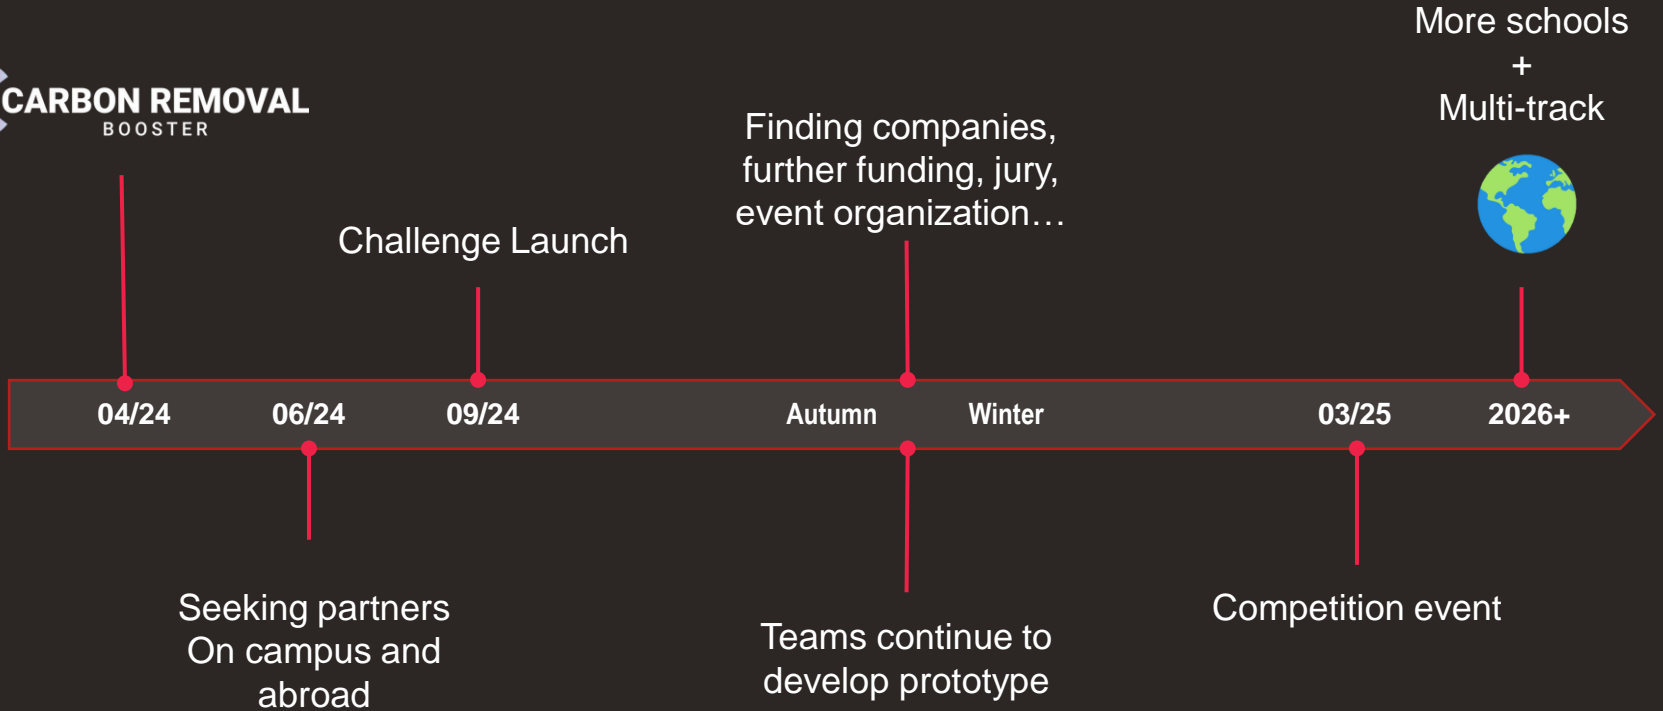 More schools
+
Multi-track
CARBON REMOVAL
BOOSTER
Finding companies,
further funding, jury,
event organization…
Challenge Launch
04/24
06/24
09/24
Autumn
Winter
03/25
2026+
Seeking partners
On campus and
abroad
Teams continue to
develop prototype
Competition event